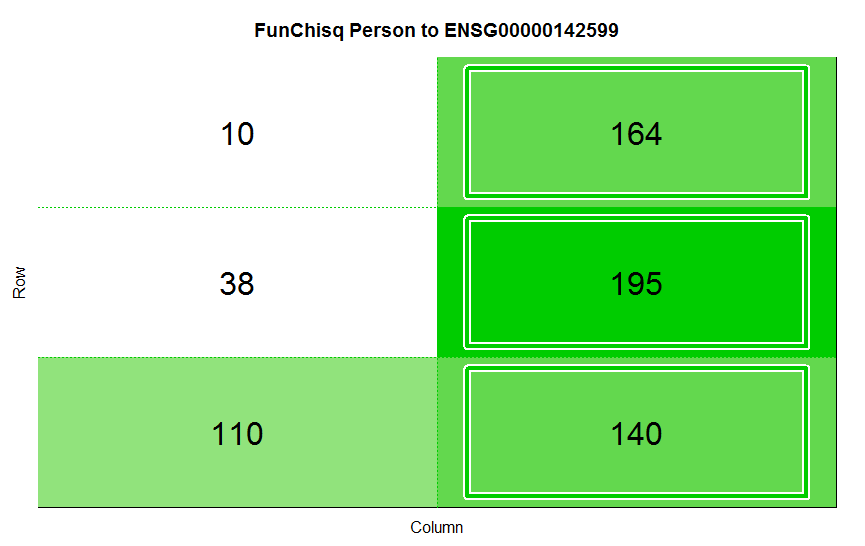 FunChisq Person to ENSG00000142599
10 164
38 195
110 140
Row
Column